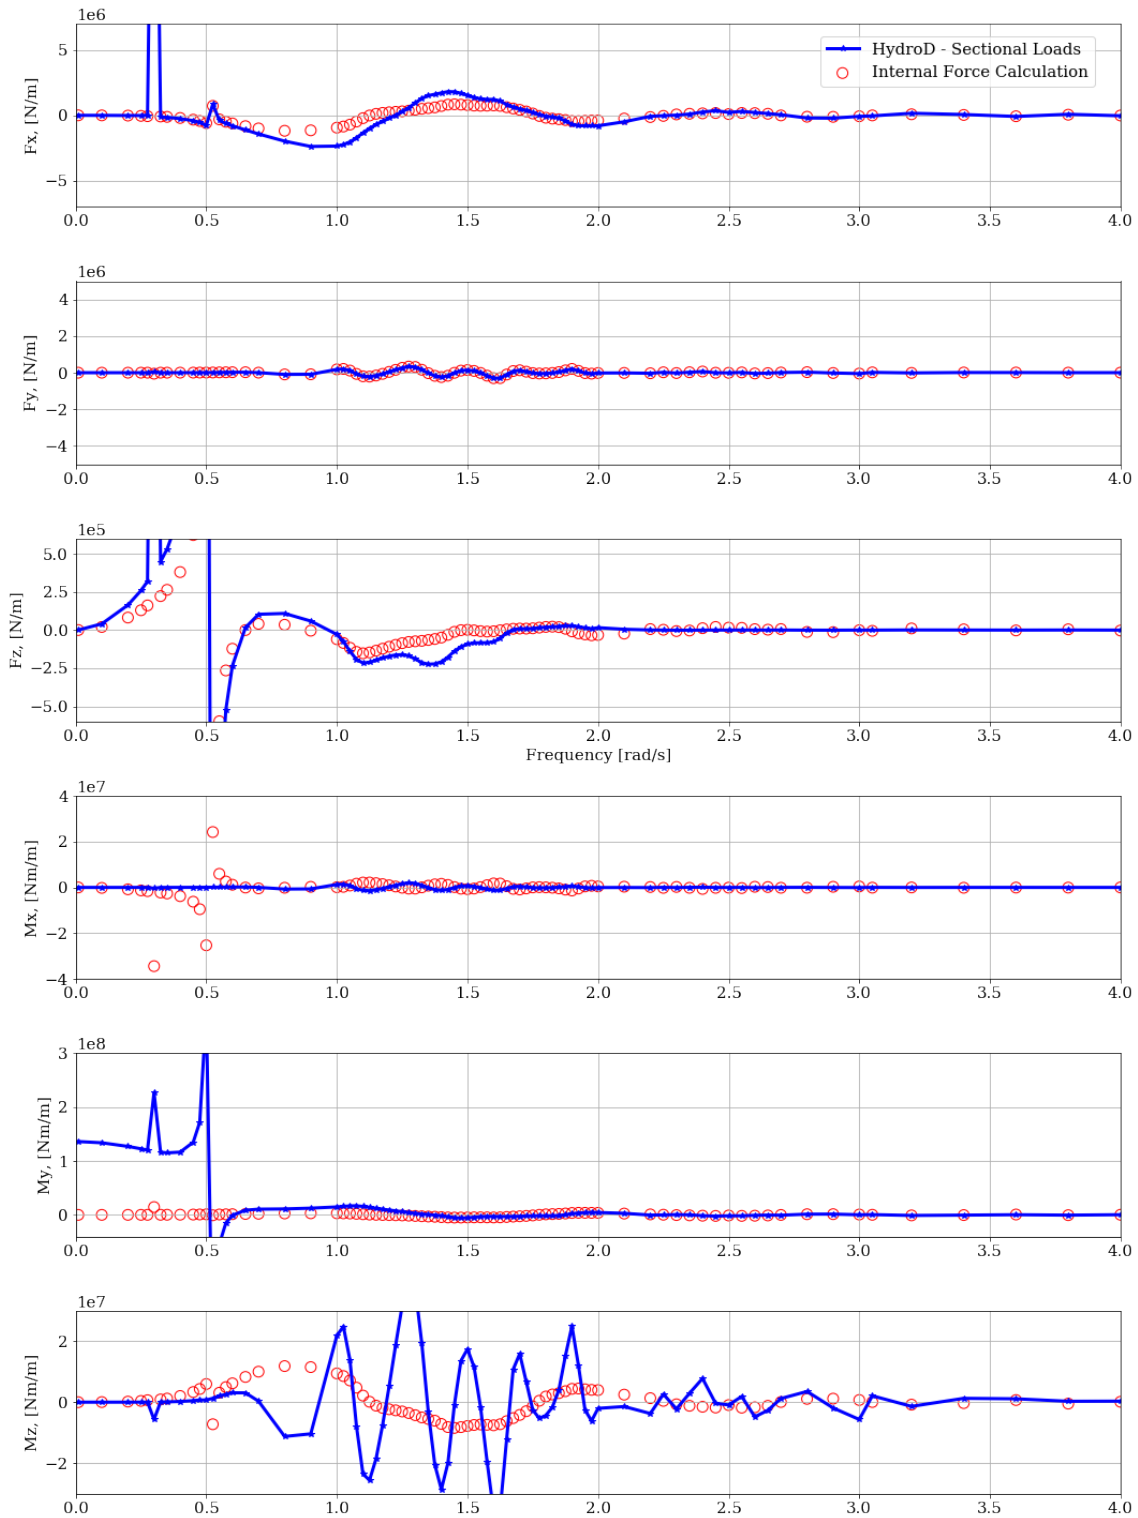 1e6
HydroD - Sectional Loads
Internal Force Calculation
Fx, [N/m]
5
0
−5
0.0 0.5 1.0 1.5 2.0 2.5 3.0 3.5 4.0
1e6
Fy, [N/m]
4
2
0
−2
−4
0.0 0.5 1.0 1.5 2.0 2.5 3.0 3.5 4.0
1e5
Fz, [N/m]
5.0
2.5
0.0
−2.5
−5.0
0.0 0.5 1.0 1.5 2.0 2.5 3.0 3.5 4.0
Frequency [rad/s]
1e7
Mx, [Nm/m]
4
2
0
−2
−4
0.0 0.5 1.0 1.5 2.0 2.5 3.0 3.5 4.0
1e8
My, [Nm/m]
3
2
1
0
0.0 0.5 1.0 1.5 2.0 2.5 3.0 3.5 4.0
1e7
Mz, [Nm/m]
2
0
−2
0.0 0.5 1.0 1.5 2.0 2.5 3.0 3.5 4.0